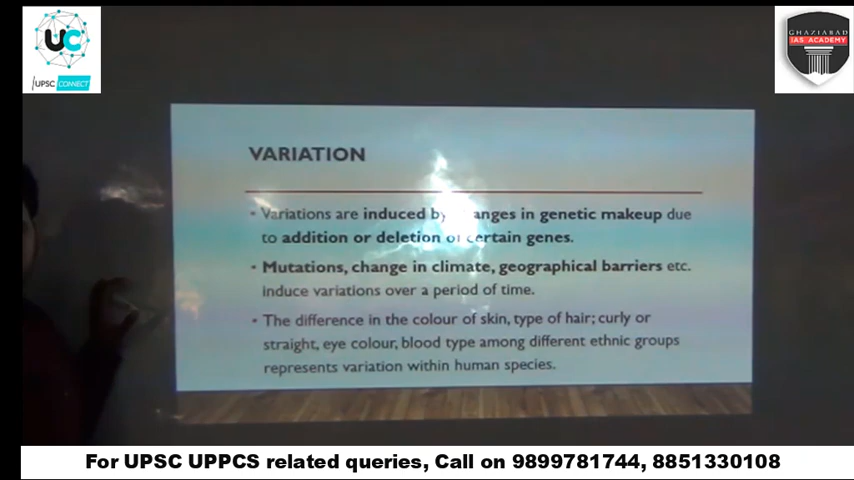 UC
UPSC CONNECT
GHAZIABAD
IAS ACADEMY
VARIATION
• Variations are induced by anges in genetic makeup due
to addition or deletion of certain genes.
• Mutations, change in climate, geographical barriers etc.
induce variations over a period of time.
• The difference in the colour of skin, type of hair; curly or
straight, eye colour, blood type among different ethnic groups
represents variation within human species.
For UPSC UPPCS related queries, Call on 9899781744, 8851330108